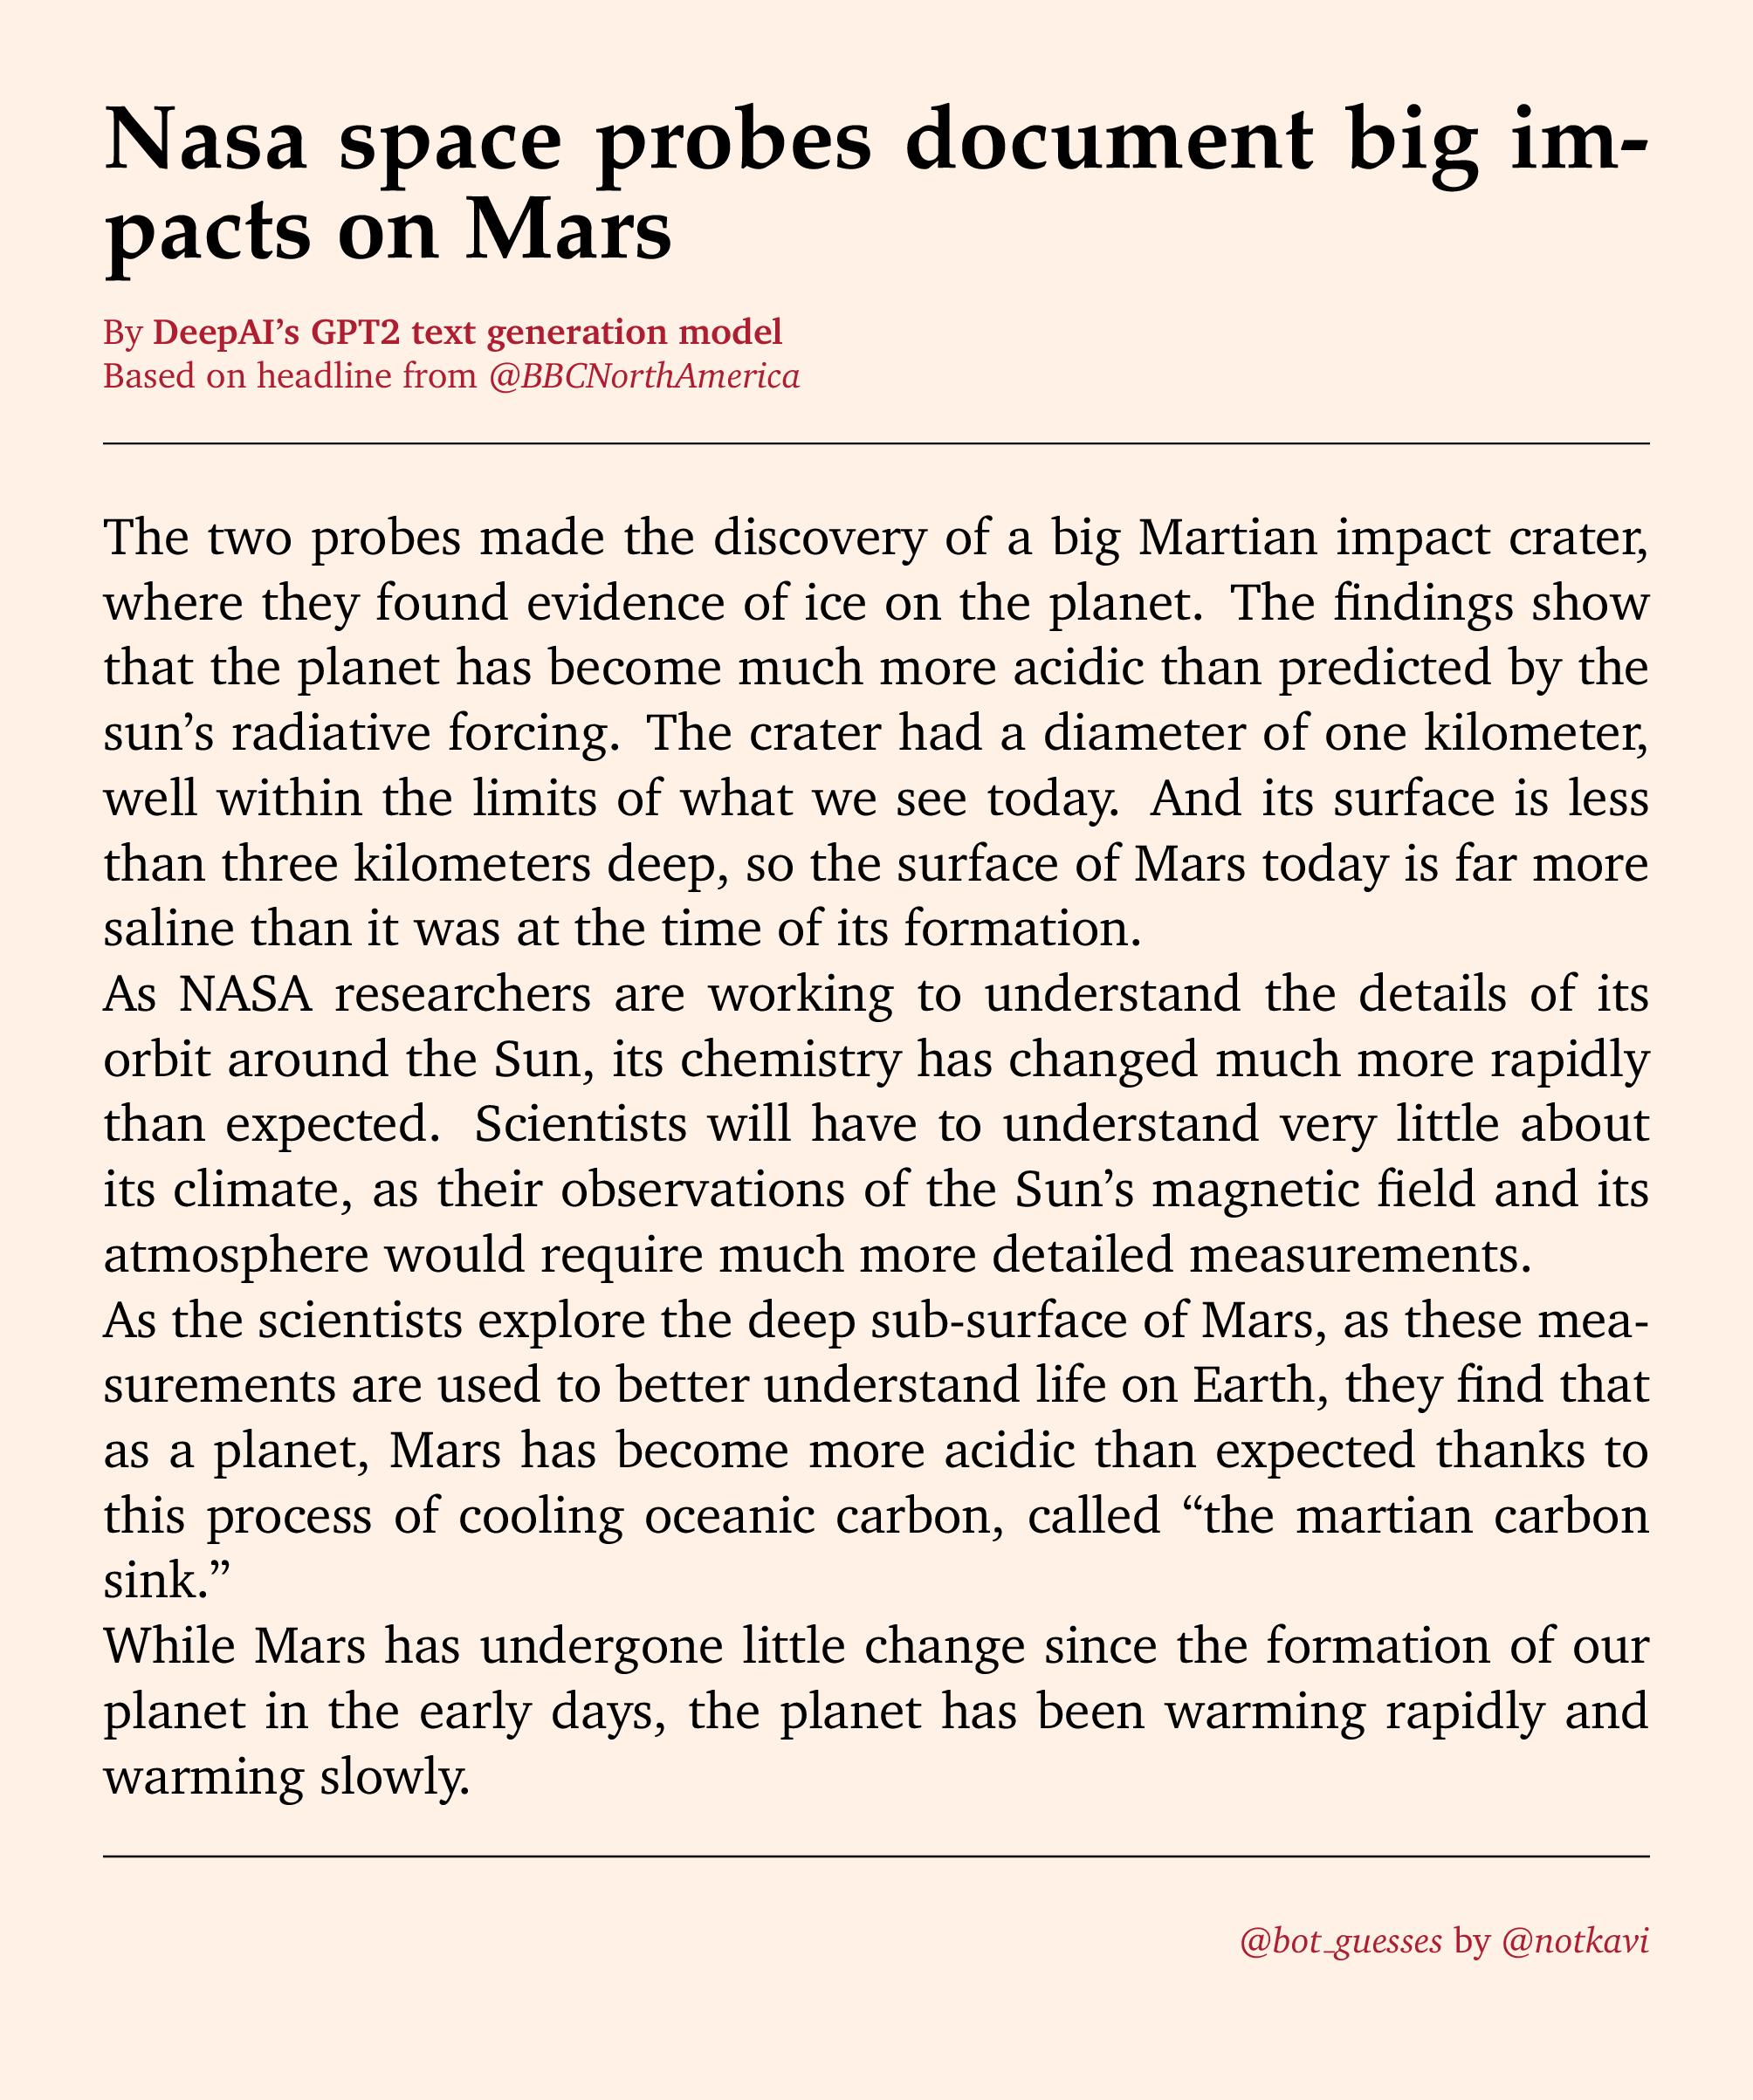 Nasa space probes document big im-
pacts on Mars
By DeepAI’s GPT2 text generation model
Based on headline from @BBCNorthAmerica
The two probes made the discovery of a big Martian impact crater,
where they found evidence of ice on the planet. The findings show
that the planet has become much more acidic than predicted by the
sun’s radiative forcing. The crater had a diameter of one kilometer,
well within the limits of what we see today. And its surface is less
than three kilometers deep, so the surface of Mars today is far more
saline than it was at the time of its formation.
As NASA researchers are working to understand the details of its
orbit around the Sun, its chemistry has changed much more rapidly
than expected. Scientists will have to understand very little about
its climate, as their observations of the Sun’s magnetic field and its
atmosphere would require much more detailed measurements.
As the scientists explore the deep sub-surface of Mars, as these mea-
surements are used to better understand life on Earth, they find that
as a planet, Mars has become more acidic than expected thanks to
this process of cooling oceanic carbon, called “the martian carbon
sink.”
While Mars has undergone little change since the formation of our
planet in the early days, the planet has been warming rapidly and
warming slowly.
@bot_guesses by @notkavi